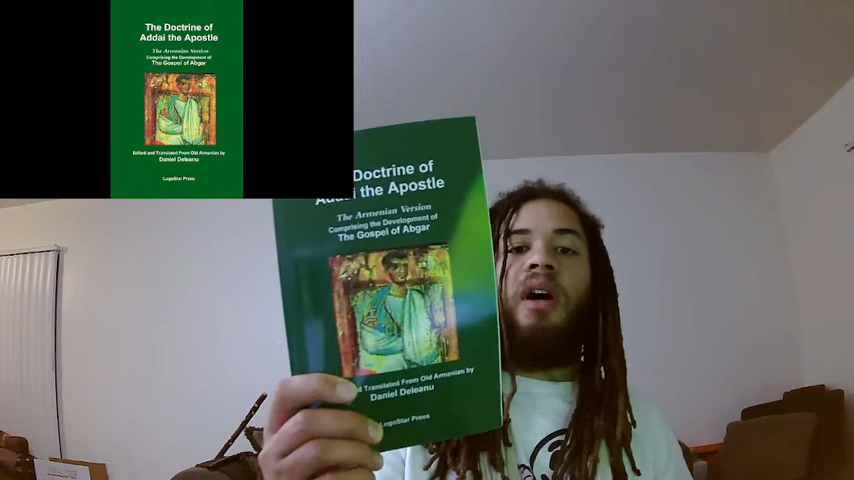 The Doctrine of
Addai the Apostle
The Armenian Version
Comprising the Development of
The Gospel of Abgar
Edited and Translated From Old Armenian by
Daniel Deleanu
LogoStar Press
Doctrine of
the Apostle
The Armenian Version
Comprising the Development of
The Gospel of Abgar
Translated From Old Armenian by
Daniel Deleanu
LogoStar Press